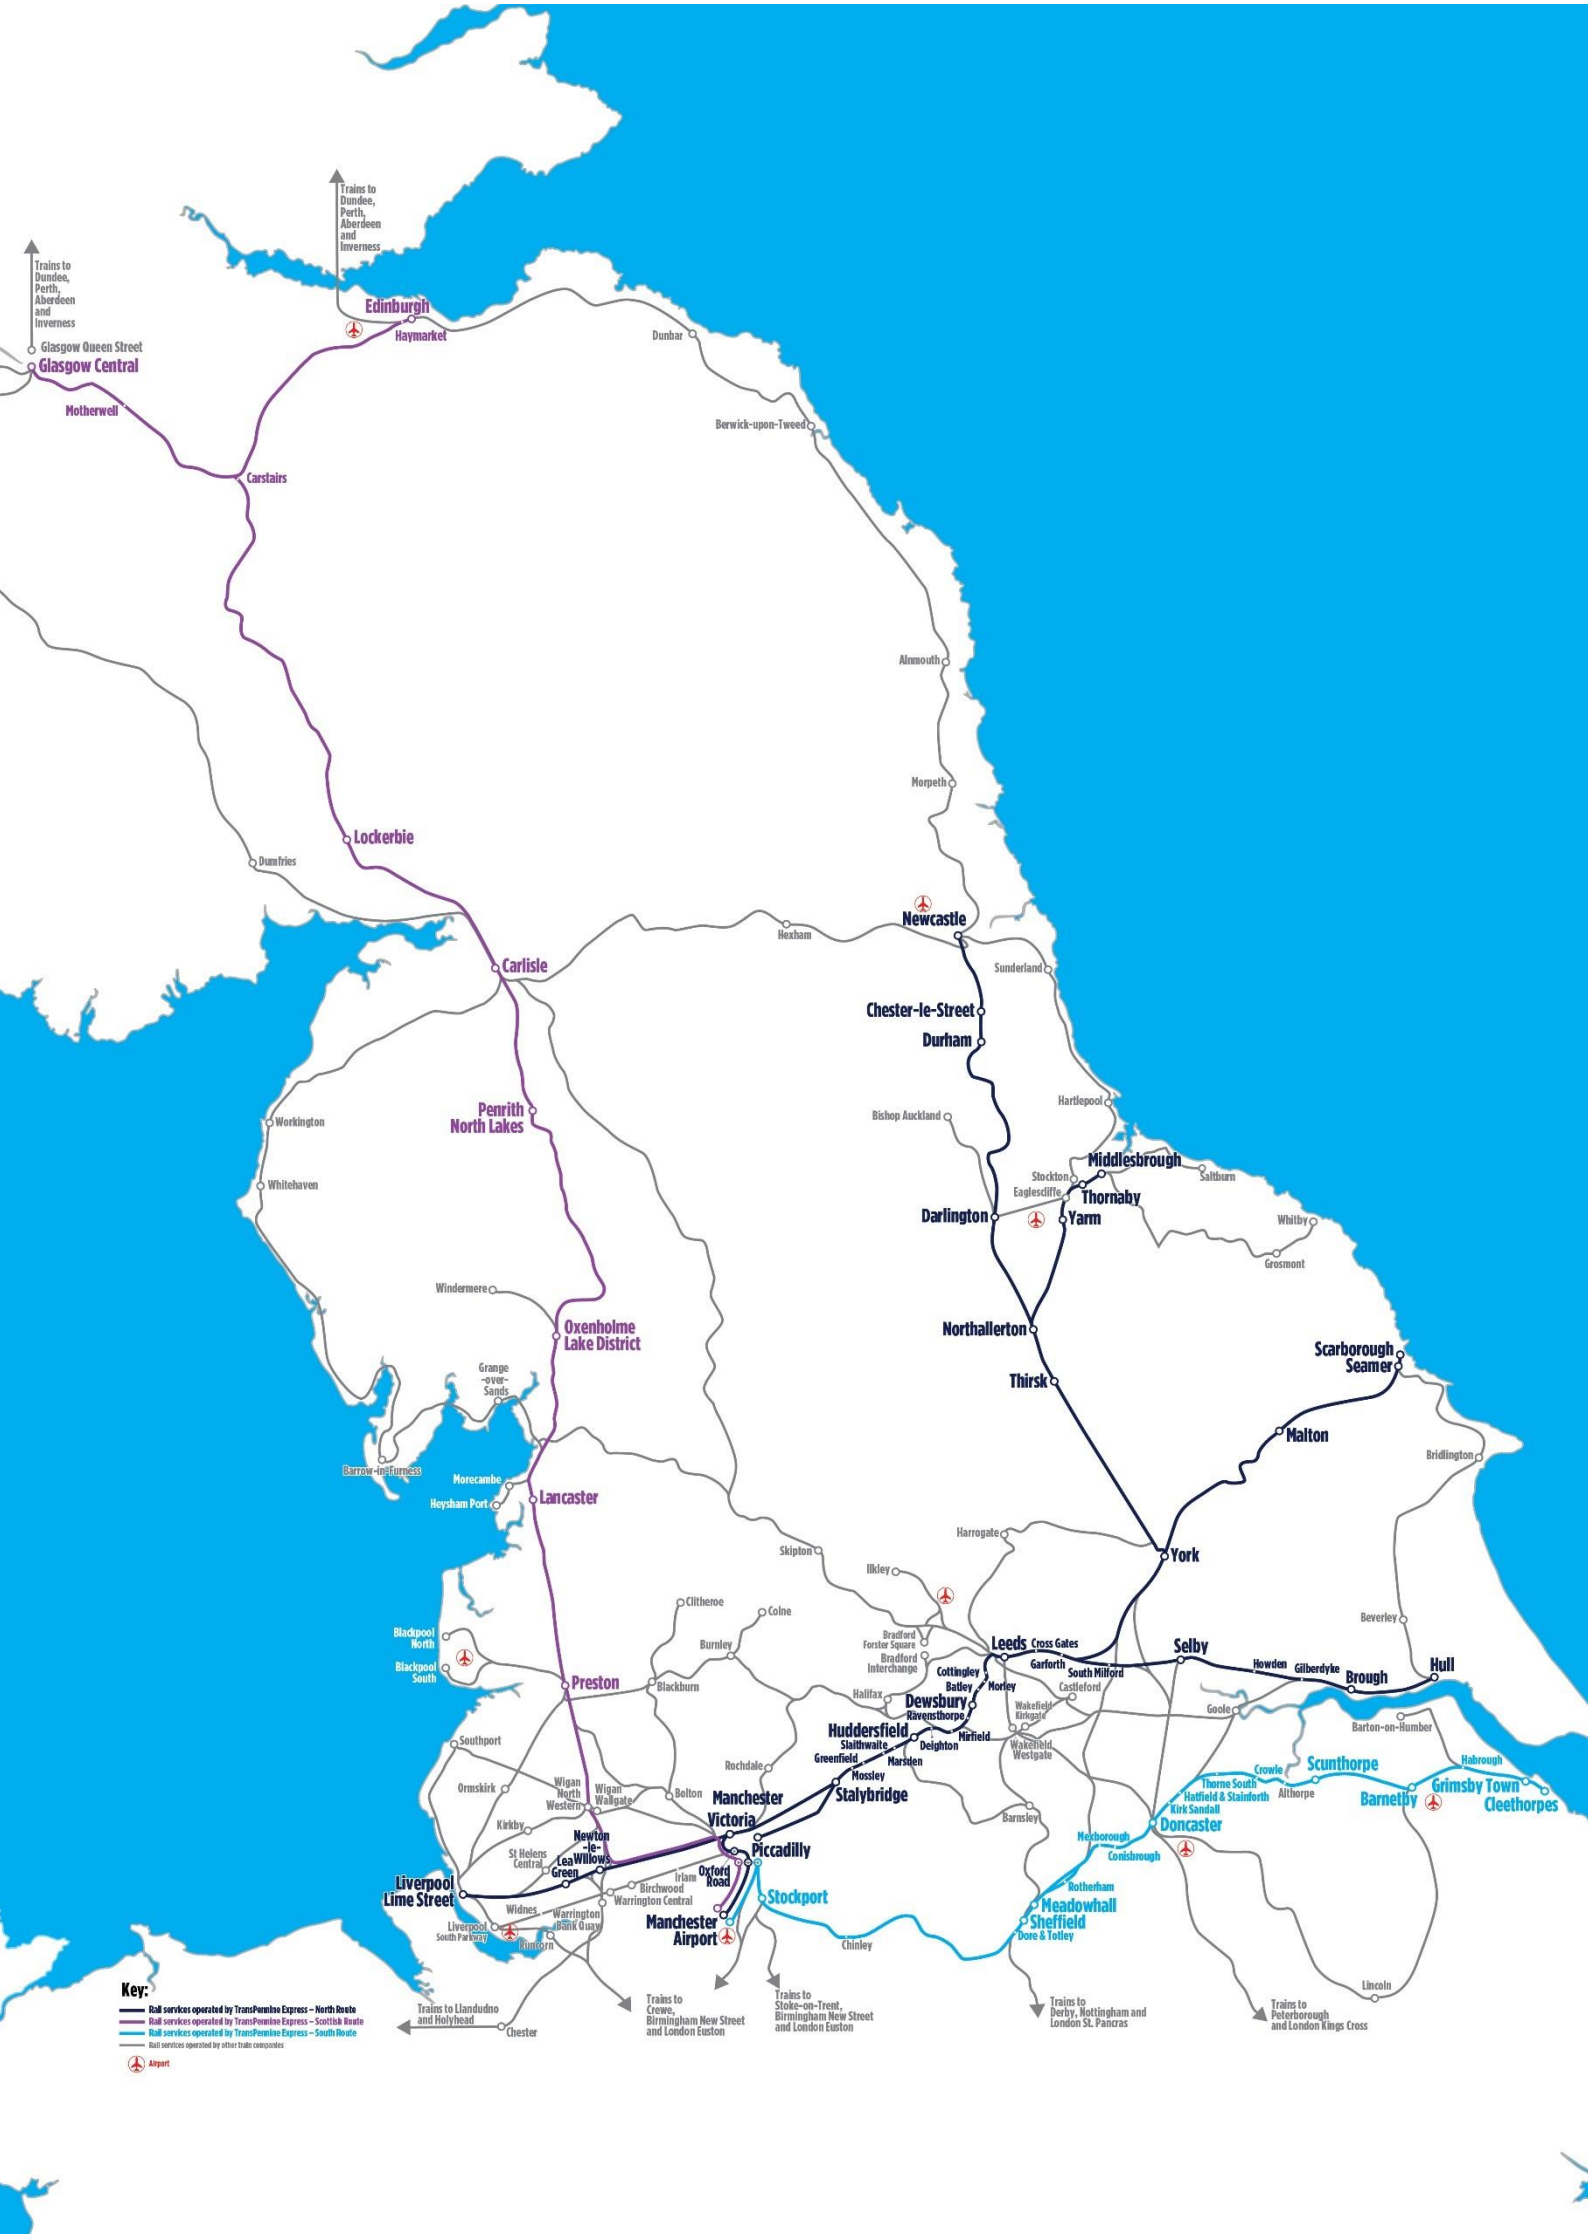 Trains to
Dundee,
Perth,
Aberdeen
and
Inverness
Trains to
Dundee,
Perth,
Aberdeen
and
Inverness
Edinburgh
Haymarket
Dunbar
Glasgow Queen Street
Glasgow Central
Motherwell
Berwick-upon-Tweed
Carstairs
Alnmouth
Morpeth
Lockerbie
Dumfries
Newcastle
Hexham
Carlisle
Sunderland
Chester-le-Street
Durham
Hartlepool
Bishop Auckland
Penrith
North Lakes
Workington
Middlesbrough
Stockton
Saltburn
Whitehaven
Eaglescliffe
Thornaby
Darlington
Yarm
Whitby
Grosmont
Windermere
Oxenholme
Lake District
Northallerton
Scarborough
Seamer
Grange
-over-
Sands
Thirsk
Malton
Bridlington
Barrow-in-Furness
Morecambe
Heysham Port
Lancaster
Harrogate
Skipton
York
Ilkley
Clitheroe
Colne
Beverley
Blackpool
North
Burnley
Bradford
Forster Square
Bradford
Interchange
Leeds
Cross Gates
Garforth
South Milford
Selby
Blackpool
South
Preston
Blackburn
Cottingley
Batley
Morley
Castleford
Howden
Gilberdyke
Brough
Hull
Halifax
Dewsbury
Ravensthorpe
Wakefield
Kirkgate
Goole
Barton-on-Humber
Southport
Huddersfield
Slaithwaite
Deighton
Mirfield
Wakefield
Westgate
Greenfield
Marsden
Mossley
Rochdale
Stalybridge
Scunthorpe
Habrough
Crowle
Thorne South
Hatfield & Stainforth
Althorpe
Grimsby Town
Barnetby
Cleethorpes
Kirk Sandall
Doncaster
Ormskirk
Wigan
North
Western
Wigan
Wallgate
Bolton
Manchester
Victoria
Barnsley
Kirkby
Newton
-le-
Willows
Piccadilly
Mexborough
Conisbrough
St Helens
Central
Lea
Green
Oxford
Road
Irlam
Birchwood
Warrington Central
Rotherham
Liverpool
Lime Street
Stockport
Meadowhall
Sheffield
Dore & Totley
Widnes
Warrington
Bank Quay
Liverpool
South Parkway
Runcorn
Manchester
Airport
Chinley
Lincoln
Key:
Rail services operated by TransPennine Express – North Route
Rail services operated by TransPennine Express – Scottish Route
Rail services operated by TransPennine Express – South Route
Rail services operated by other train companies
Airport
Trains to Llandudno
and Holyhead
Chester
Trains to
Crewe,
Birmingham New Street
and London Euston
Trains to
Stoke-on-Trent,
Birmingham New Street
and London Euston
Trains to
Derby, Nottingham and
London St. Pancras
Trains to
Peterborough
and London Kings Cross